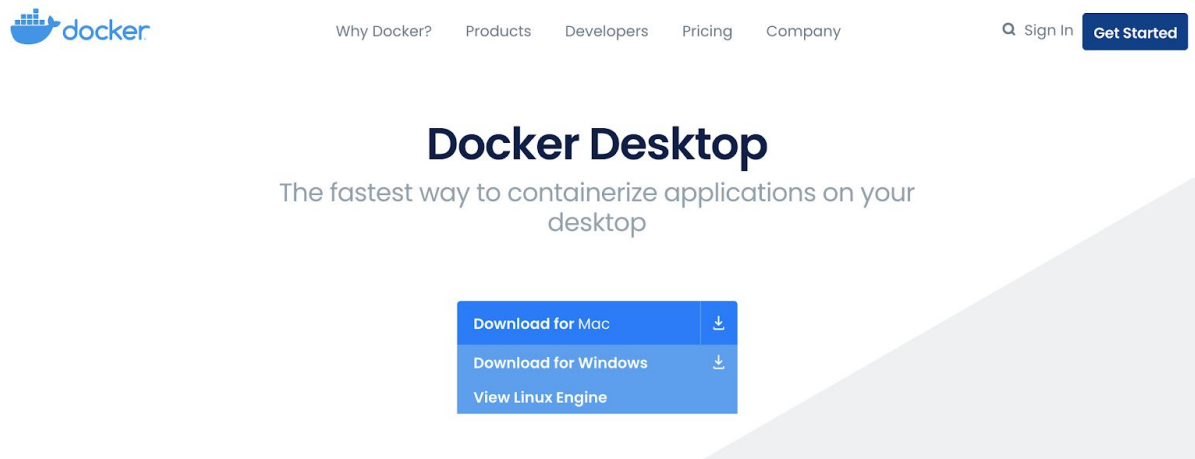 docker
Why Docker? Products Developers Pricing Company
Sign In
Get Started
Docker Desktop
The fastest way to containerize applications on your
desktop
Download for Mac
Download for Windows
View Linux Engine